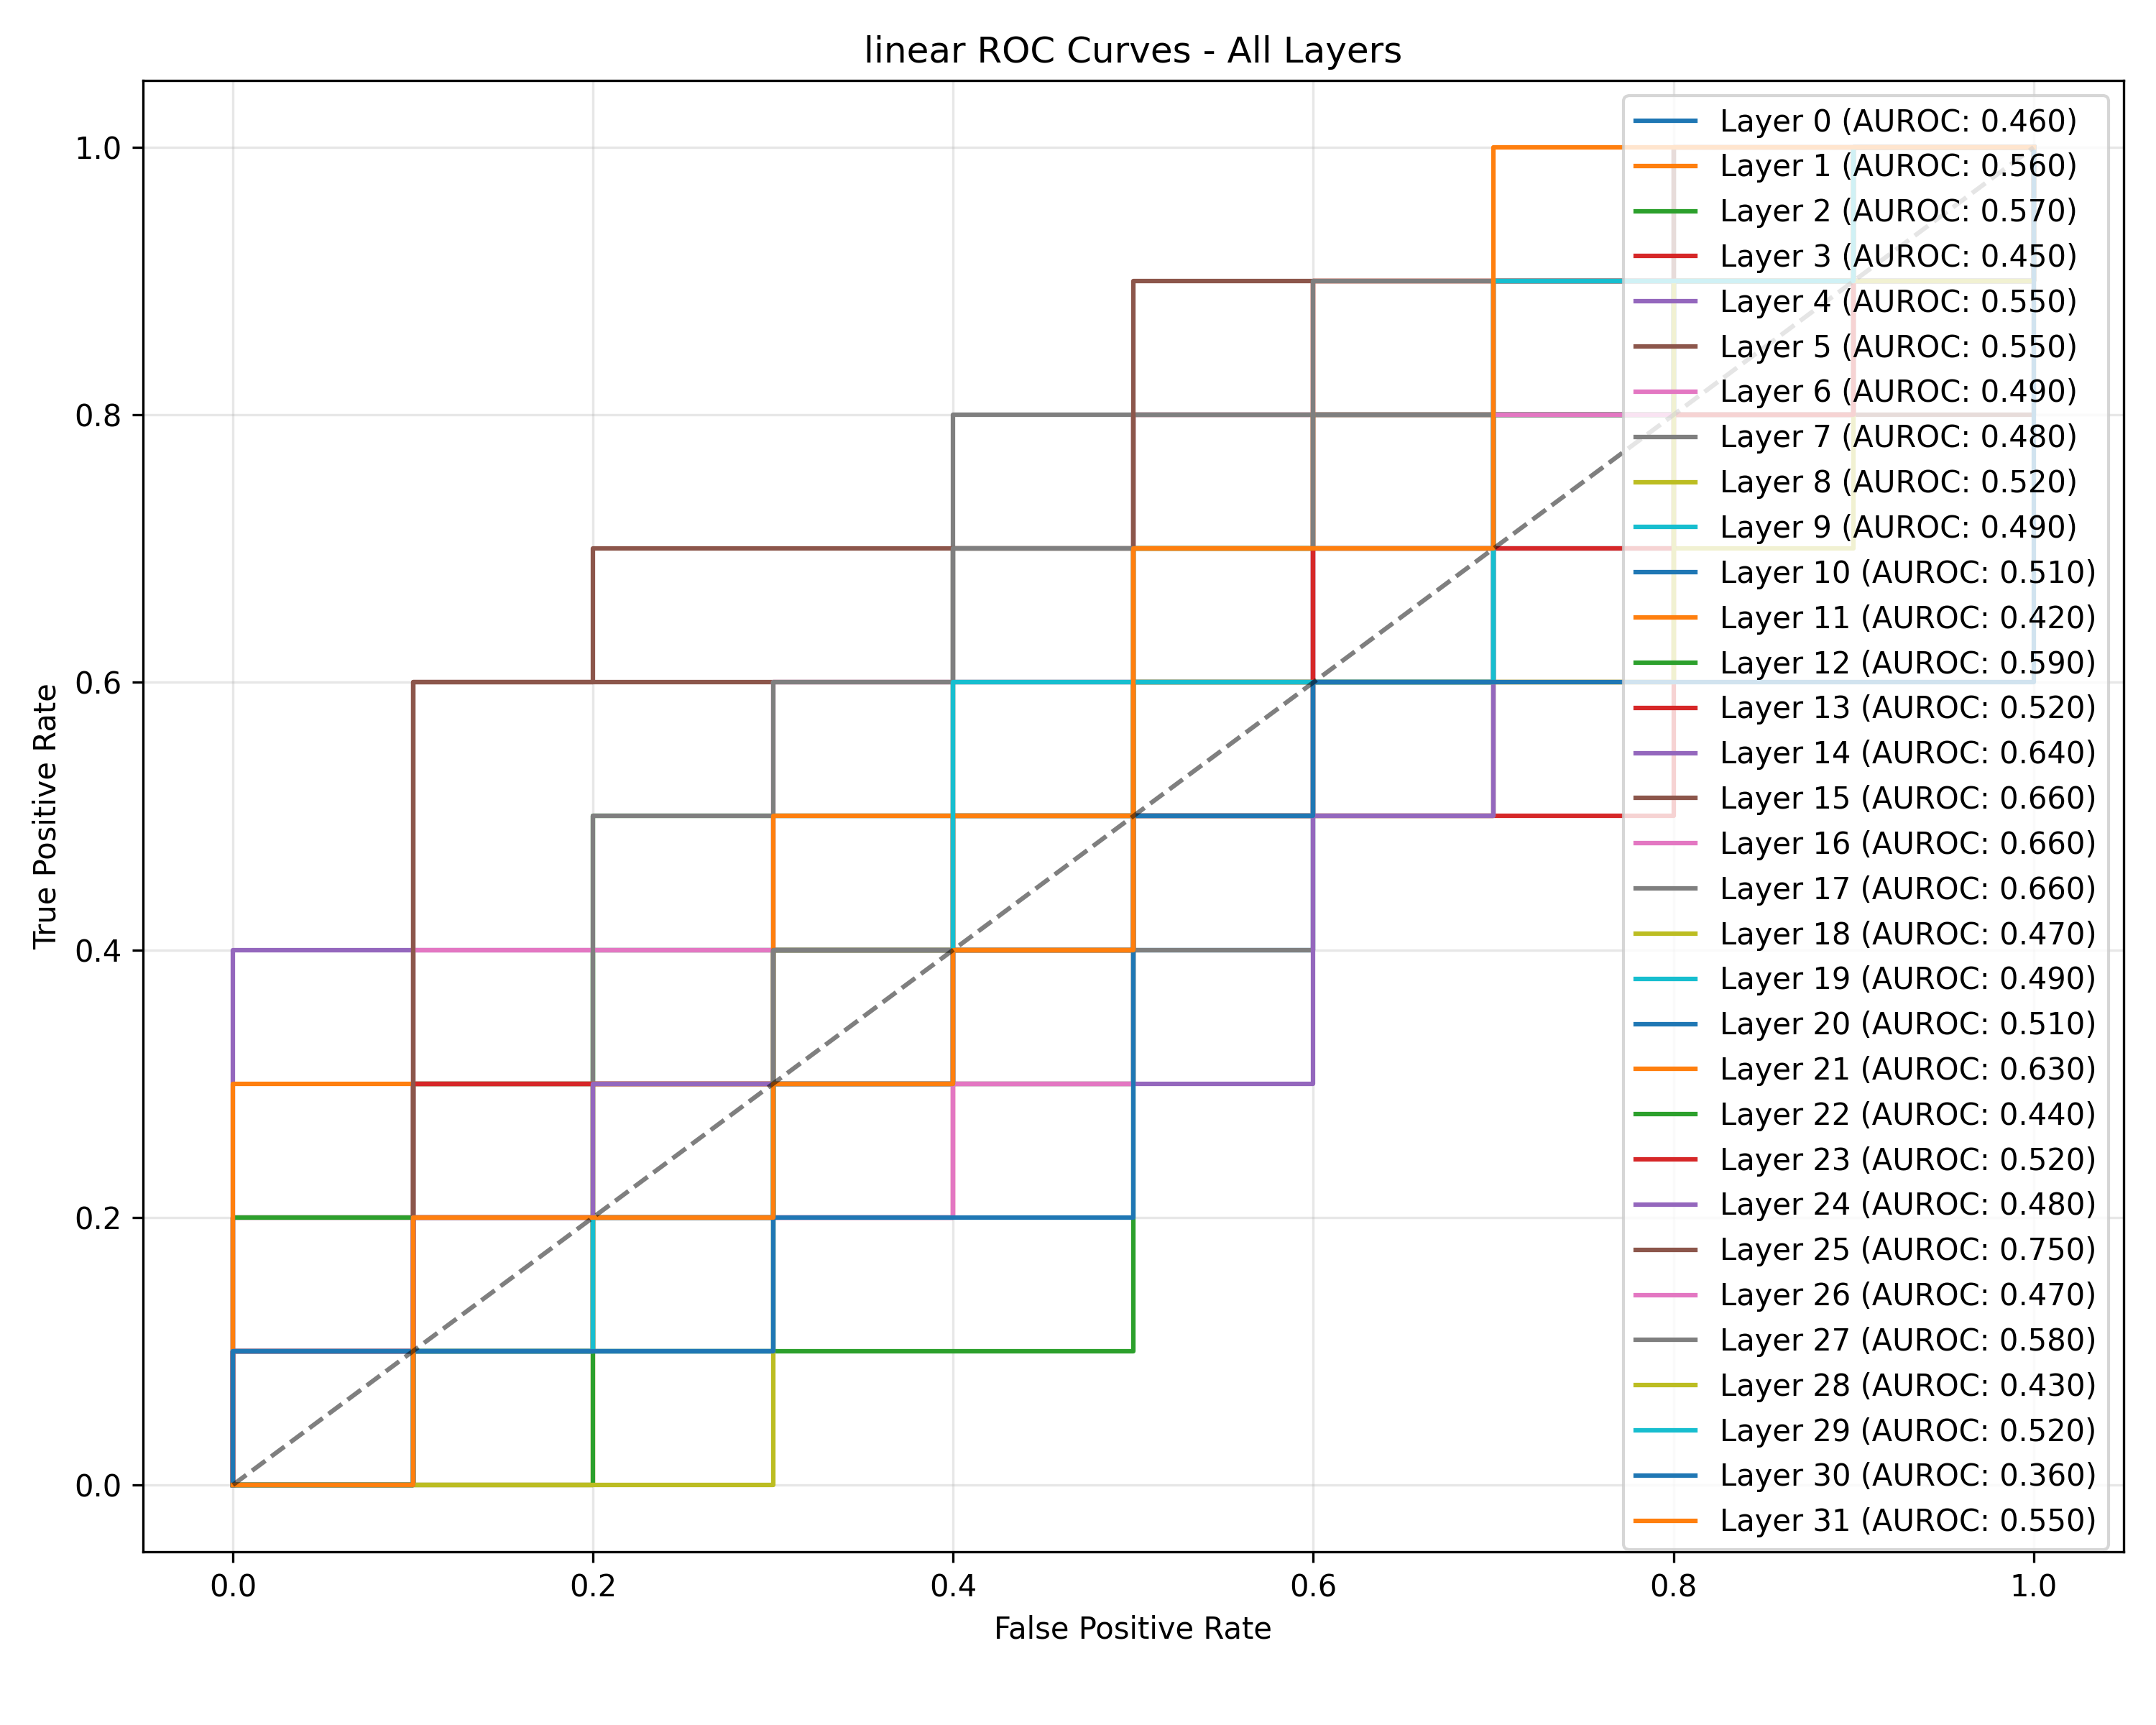 linear ROC Curves - All Layers
True Positive Rate
1.0
0.8
0.6
0.4
0.2
0.0
Layer 0 (AUROC: 0.460)
Layer 1 (AUROC: 0.560)
Layer 2 (AUROC: 0.570)
Layer 3 (AUROC: 0.450)
Layer 4 (AUROC: 0.550)
Layer 5 (AUROC: 0.550)
Layer 6 (AUROC: 0.490)
Layer 7 (AUROC: 0.480)
Layer 8 (AUROC: 0.520)
Layer 9 (AUROC: 0.490)
Layer 10 (AUROC: 0.510)
Layer 11 (AUROC: 0.420)
Layer 12 (AUROC: 0.590)
Layer 13 (AUROC: 0.520)
Layer 14 (AUROC: 0.640)
Layer 15 (AUROC: 0.660)
Layer 16 (AUROC: 0.660)
Layer 17 (AUROC: 0.660)
Layer 18 (AUROC: 0.470)
Layer 19 (AUROC: 0.490)
Layer 20 (AUROC: 0.510)
Layer 21 (AUROC: 0.630)
Layer 22 (AUROC: 0.440)
Layer 23 (AUROC: 0.520)
Layer 24 (AUROC: 0.480)
Layer 25 (AUROC: 0.750)
Layer 26 (AUROC: 0.470)
Layer 27 (AUROC: 0.580)
Layer 28 (AUROC: 0.430)
Layer 29 (AUROC: 0.520)
Layer 30 (AUROC: 0.360)
Layer 31 (AUROC: 0.550)
0.0 0.2 0.4 0.6 0.8 1.0
False Positive Rate